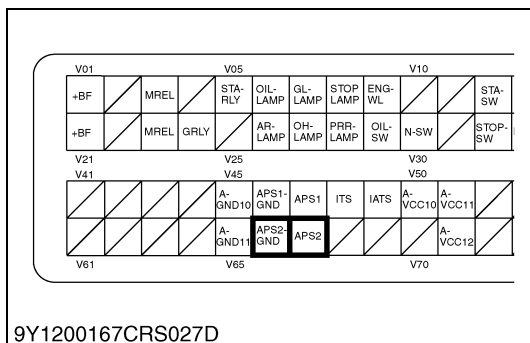 V01 V05 V10
+BF MREL STA- OIL- GL- STOP ENG- STA-
RLY LAMP LAMP LAMP WL SW
+BF MREL GRLY AR- OH- PRR- OIL- N-SW STOP-
LAMP LAMP LAMP SW SW
V21 V25 V30
V41 V45 V50
A- APS1- APS1 ITS IATS A- A-
GND10 GND VCC10 VCC11
A- APS2- APS2 A-
GND11 GND VCC12
V61 V65 V70
9Y1200167CRS027D